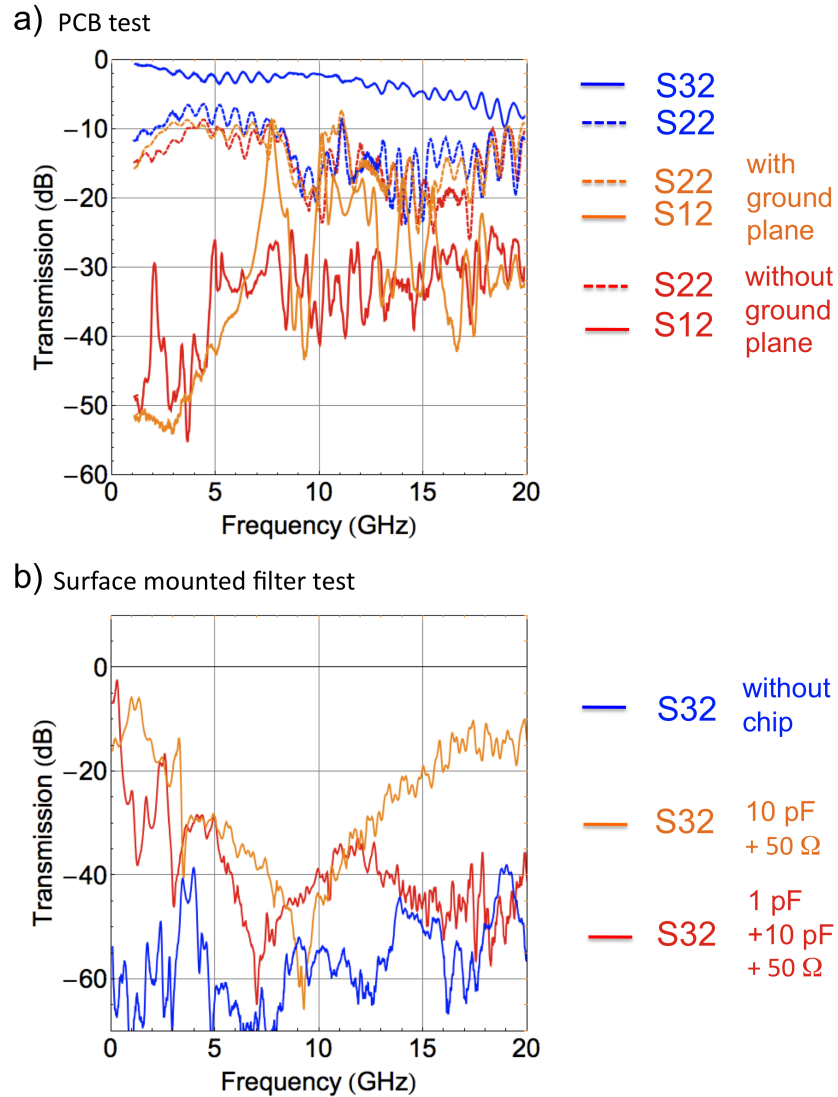 a) PCB test
0
−10
−20
−30
−40
−50
−60
Transmission (dB)
0 5 10 15 20
Frequency (GHz)
S32
S22
S22 with
S12 ground
plane
S22 without
S12 ground
plane
b) Surface mounted filter test
0
−20
−40
−60
Transmission (dB)
0 5 10 15 20
Frequency (GHz)
S32 without
chip
S32 10 pF
+ 50 Ω
S32 1 pF
+10 pF
+ 50 Ω